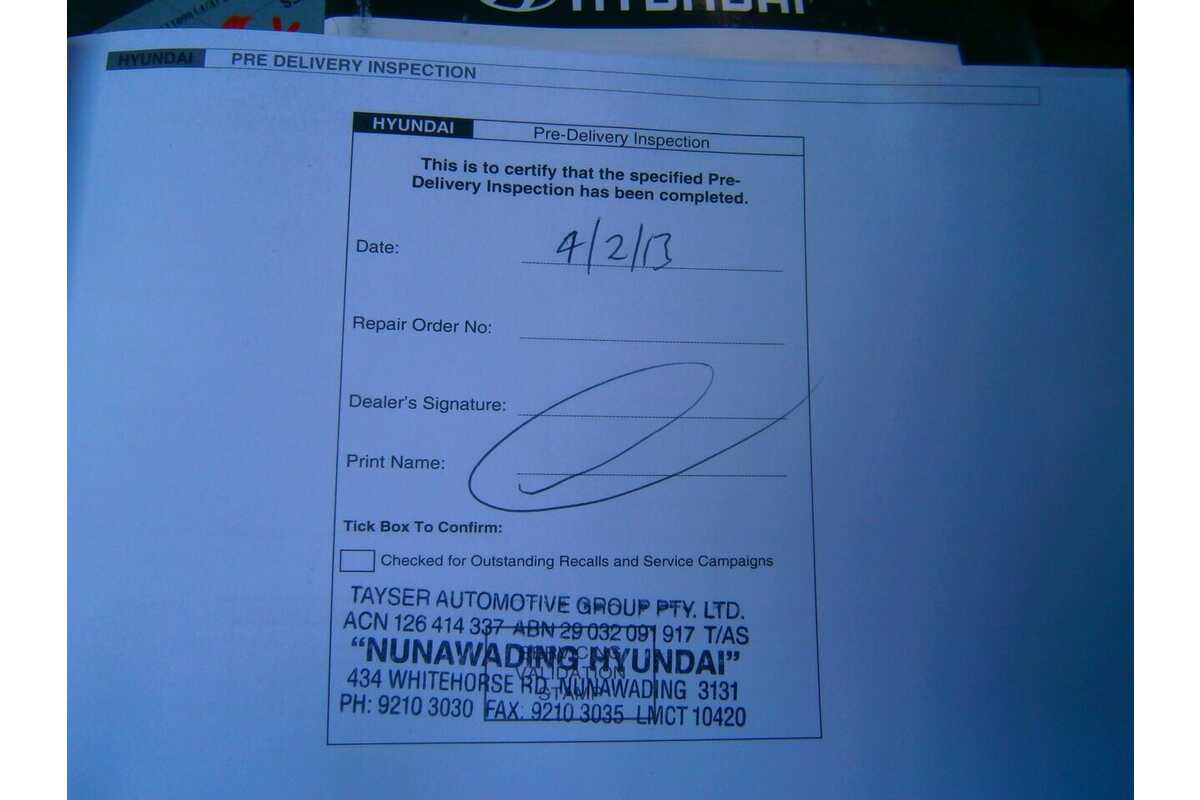 HYUNDAI
HYUNDAI PRE DELIVERY INSPECTION
HYUNDAI Pre-Delivery Inspection
This is to certify that the specified Pre-
Delivery Inspection has been completed.
Date: 4/2/13
Repair Order No:
Dealer's Signature:
Print Name:
Tick Box To Confirm:
Checked for Outstanding Recalls and Service Campaigns
TAYSER AUTOMOTIVE GROUP PTY. LTD.
ACN 126 414 337 ABN 29 032 091 917 T/AS
"NUNAWADING HYUNDAI"
SERVICING
VALIDATION
STAMP
434 WHITEHORSE RD, NUNAWADING 3131
PH: 9210 3030 FAX: 9210 3035 LMCT 10420